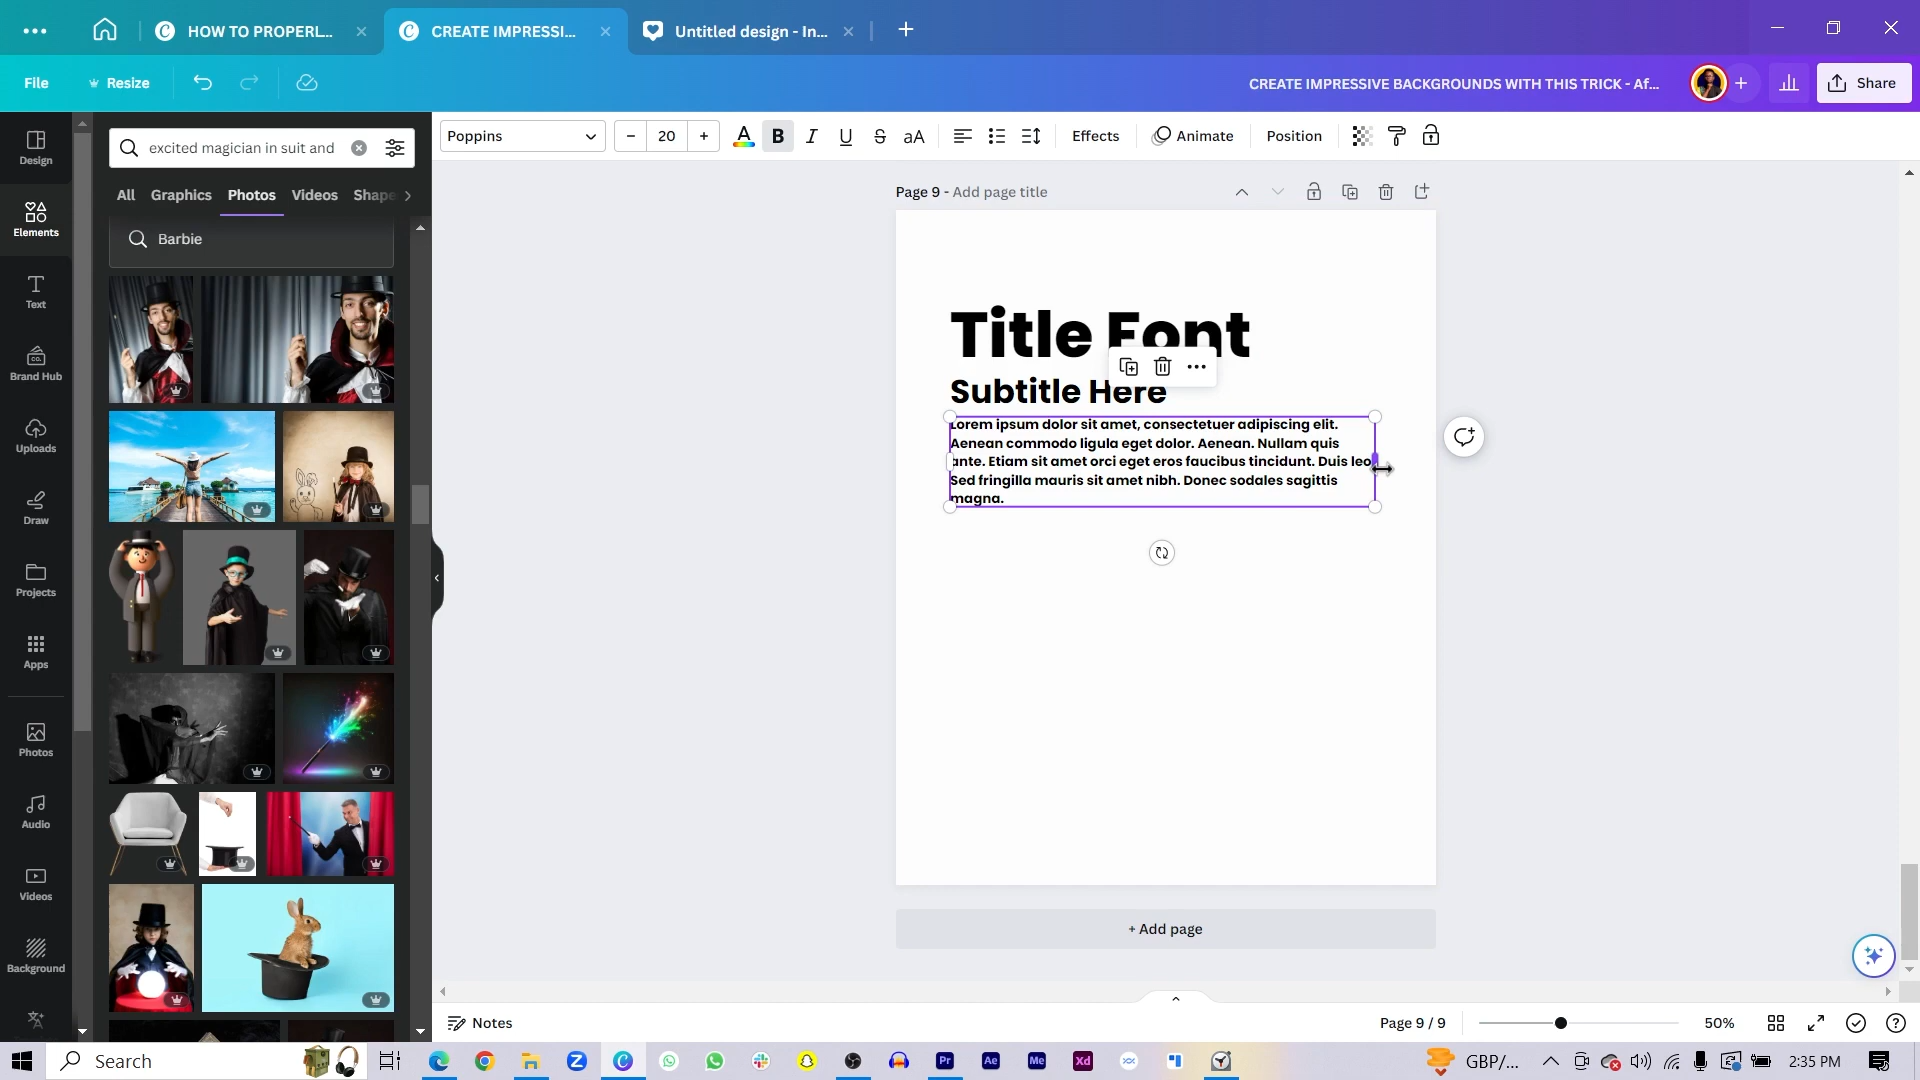 HOW TO PROPERL...
CREATE IMPRESSI...
Untitled design - In...
File
Resize
CREATE IMPRESSIVE BACKGROUNDS WITH THIS TRICK - Af...
Share
Design
Elements
Text
Brand Hub
Uploads
Draw
Projects
Apps
Photos
Audio
Videos
Background
excited magician in suit and
All Graphics Photos Videos Shape
Barbie
Poppins
20
B I U S aA
Effects
Animate
Position
Page 9 - Add page title
Title Font
Subtitle Here
Lorem ipsum dolor sit amet, consectetuer adipiscing elit.
Aenean commodo ligula eget dolor. Aenean. Nullam quis
ante. Etiam sit amet orci eget eros faucibus tincidunt. Duis leo
Sed fringilla mauris sit amet nibh. Donec sodales sagittis
magna.
+ Add page
Notes
Page 9 / 9
50%
Search
Pr
Ae
Me
Xd
GBP/...
2:35 PM